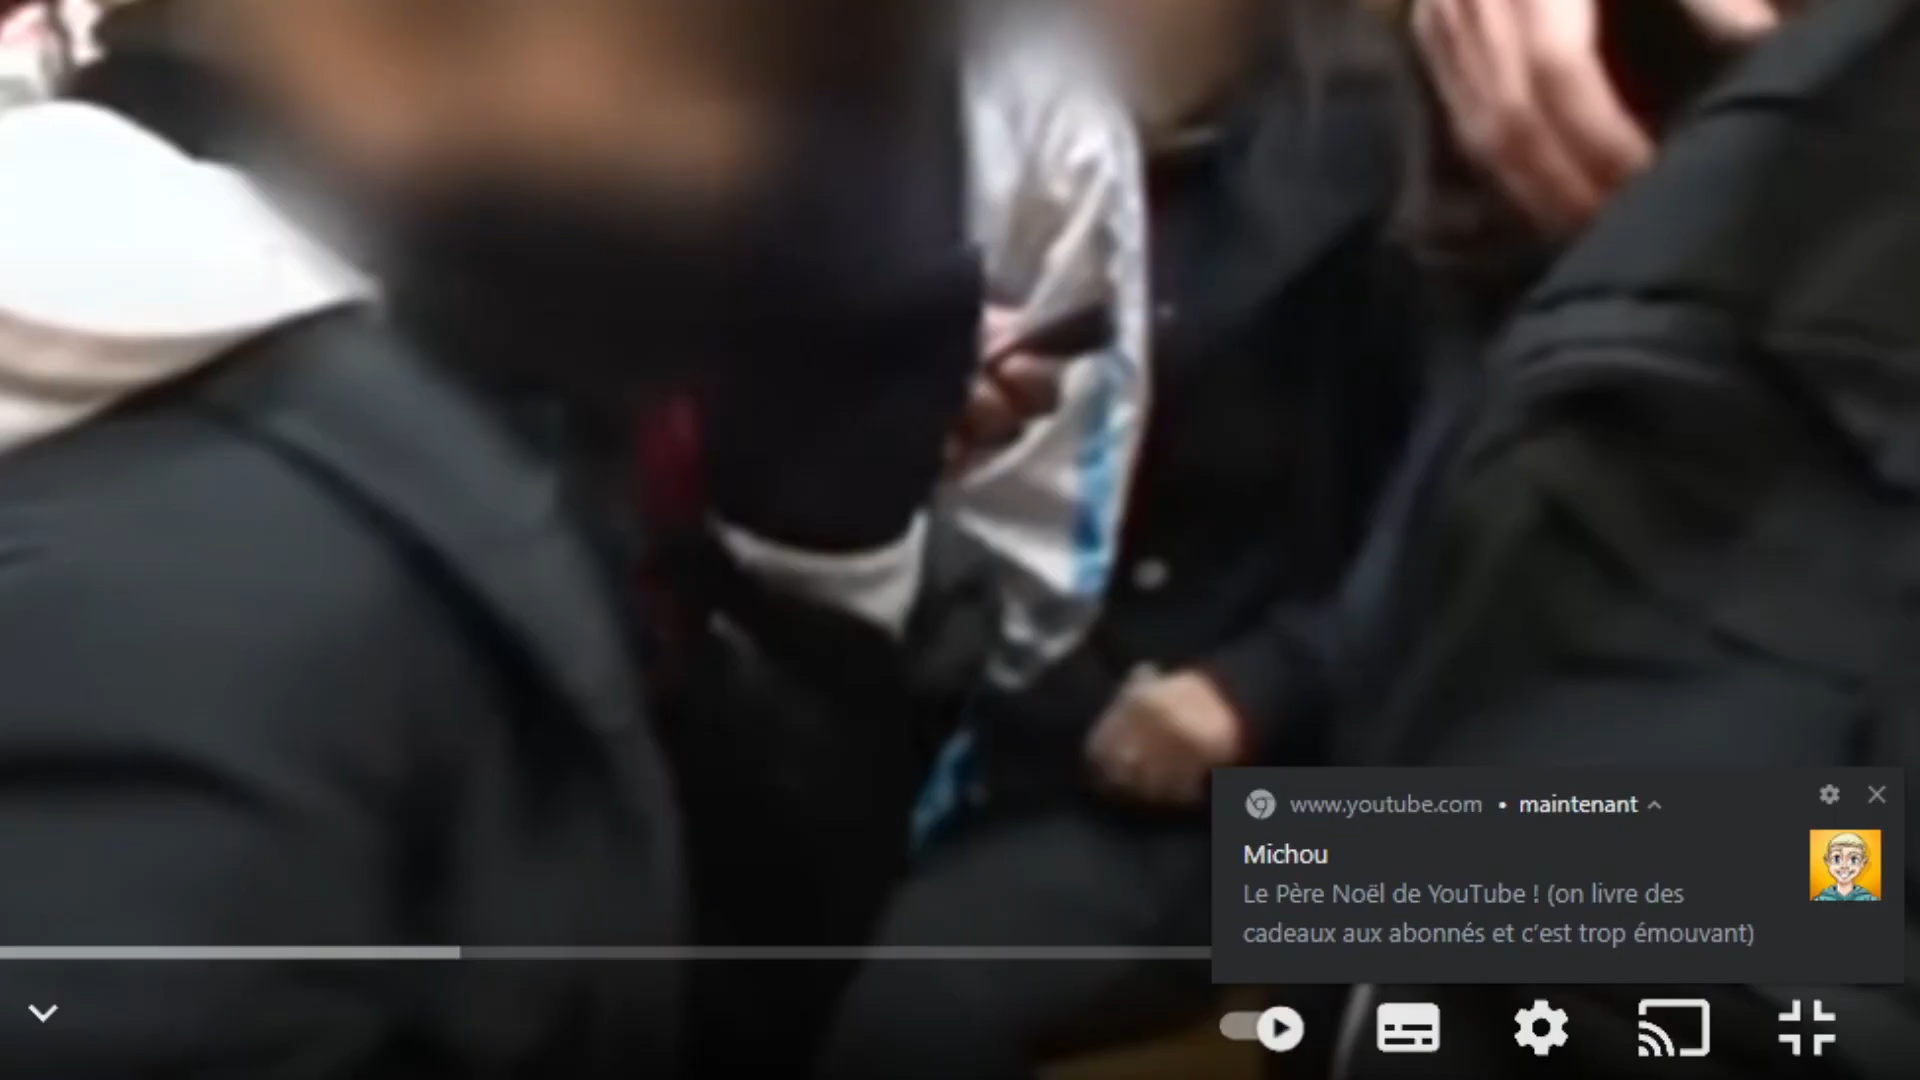 www.youtube.com • maintenant
Michou
Le Père Noël de YouTube ! (on livre des
cadeaux aux abonnés et c'est trop émouvant)